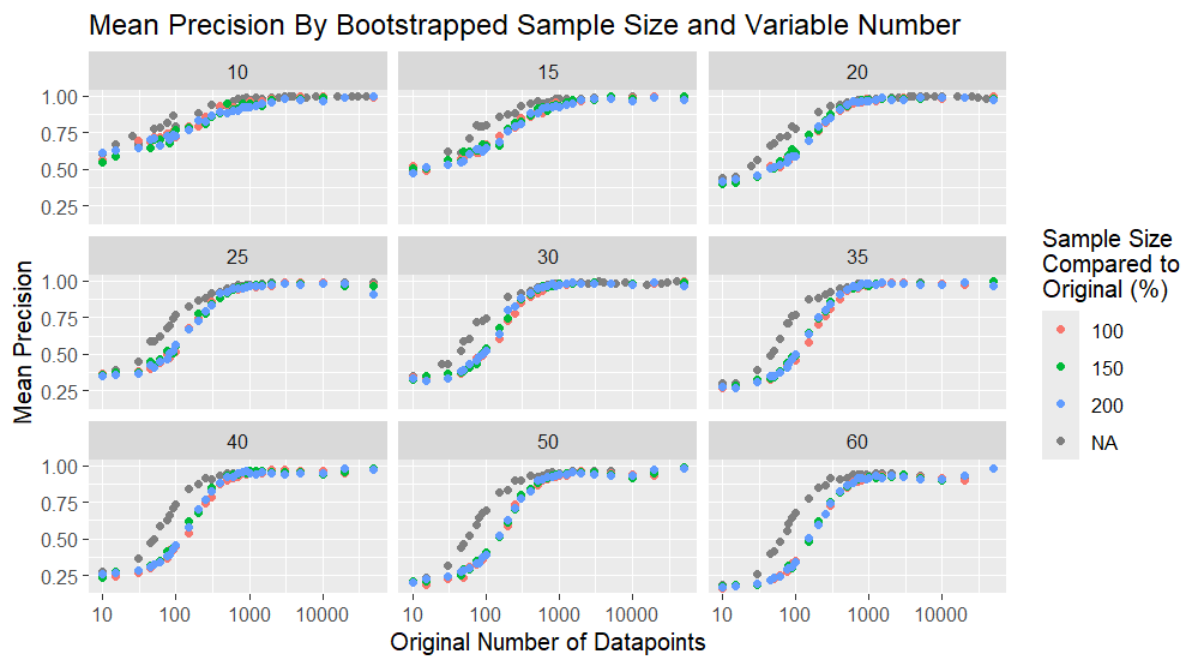 Mean Precision By Bootstrapped Sample Size and Variable Number
10 15 20
1.00
0.75
0.50
0.25
25 30 35
1.00
0.75
0.50
0.25
40 50 60
1.00
0.75
0.50
0.25
10 100 1000 10000 10 100 1000 10000 10 100 1000 10000
Mean Precision
Original Number of Datapoints
Sample Size
Compared to
Original (%)
100
150
200
NA